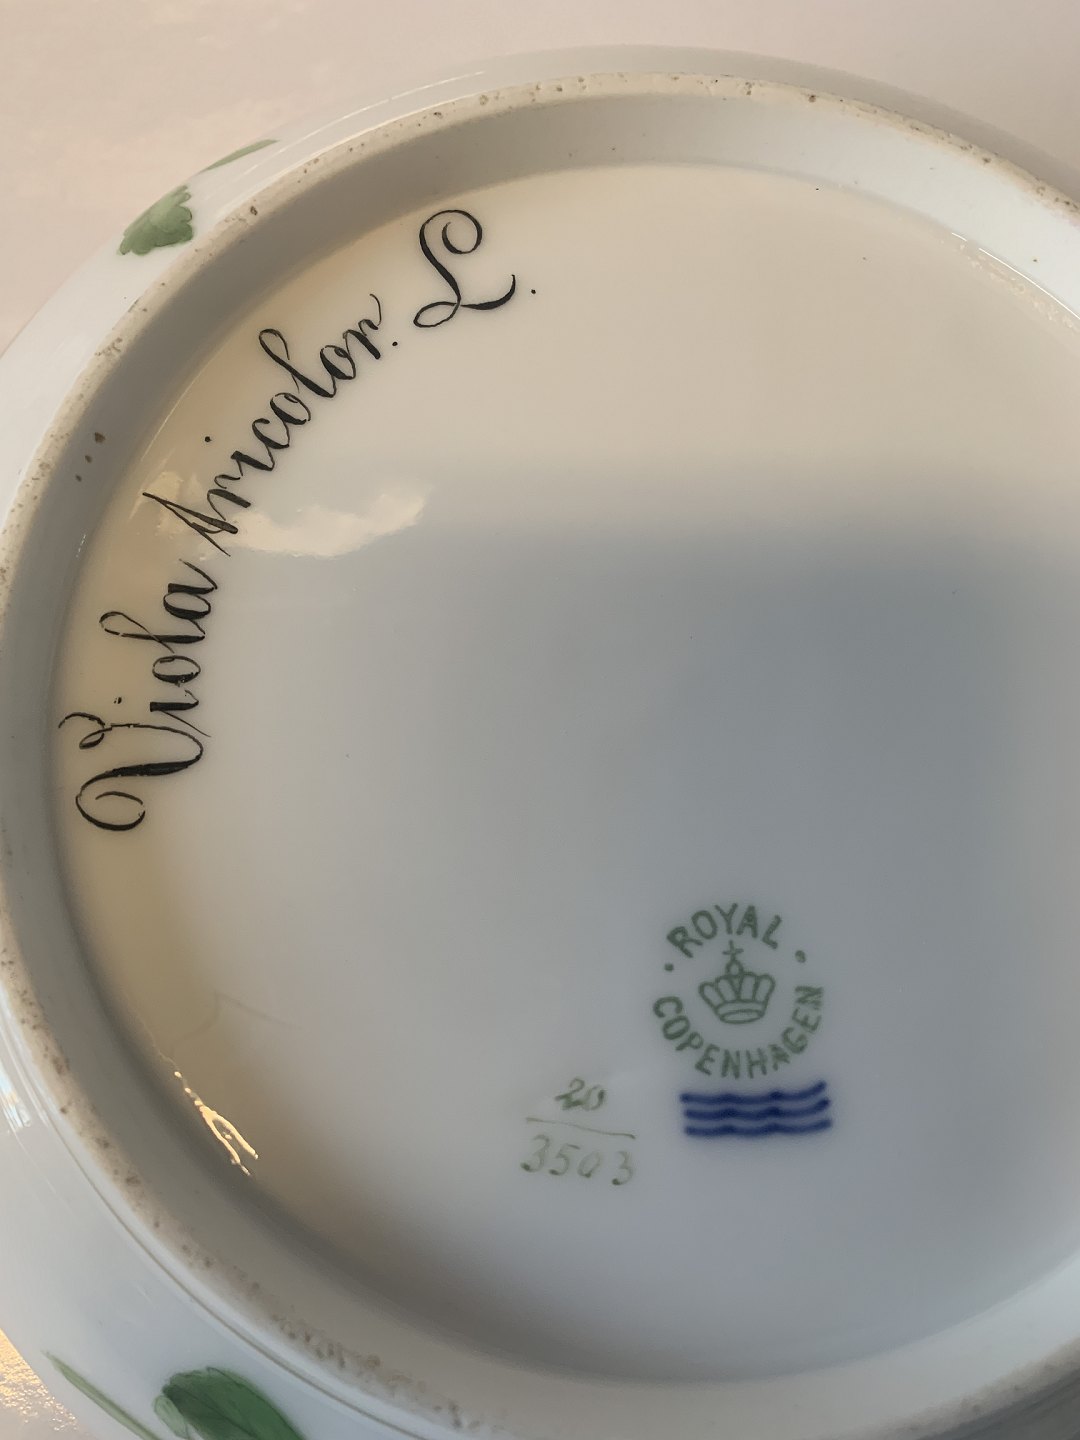 Viola tricolor. L.
ROYAL
COPENHAGEN
20
3503